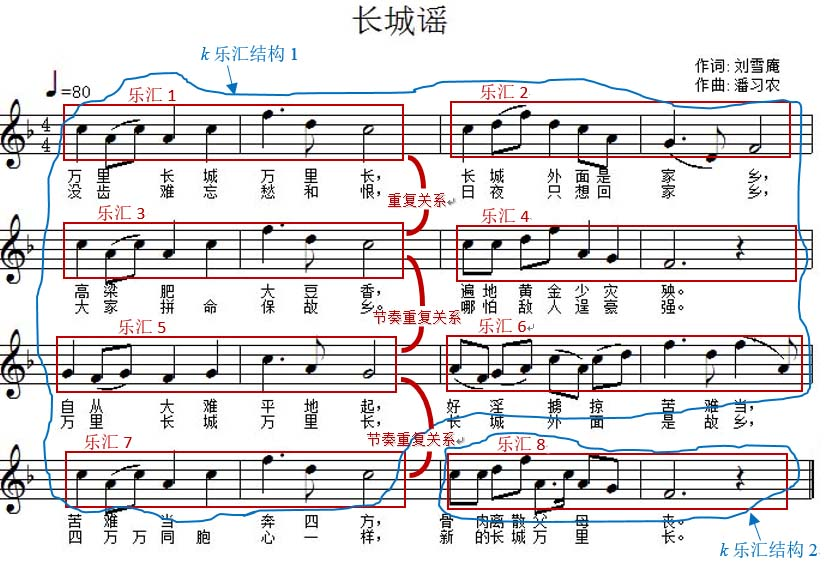 长城谣
k 乐汇结构 1
作词: 刘雪庵
作曲: 潘习农
=80
乐汇 1
乐汇 2
4
4
万 里 长 城 万 里 长， 长 城 外 面 是 家 乡，
没 齿 难 忘 愁 和 恨， 日 夜 只 想 回 家 乡，
重复关系
乐汇 3
乐汇 4
高 粱 肥 大 豆 香， 遍 地 黄 金 少 灾 殃。
大 家 拼 命 保 故 乡， 哪 怕 敌 人 逞 豪 强。
节奏重复关系
乐汇 5
乐汇 6
自 从 大 难 平 地 起， 好 淫 掳 掠 苦 难 当，
万 里 长 城 万 里 长， 长 城 外 面 是 故 乡，
节奏重复关系
乐汇 7
乐汇 8
苦 难 当 奔 四 方， 骨 肉 离 散 父 母 丧。
四 万 万 同 胞 心 一 样， 新 的 长 城 万 里 长。
k 乐汇结构 2